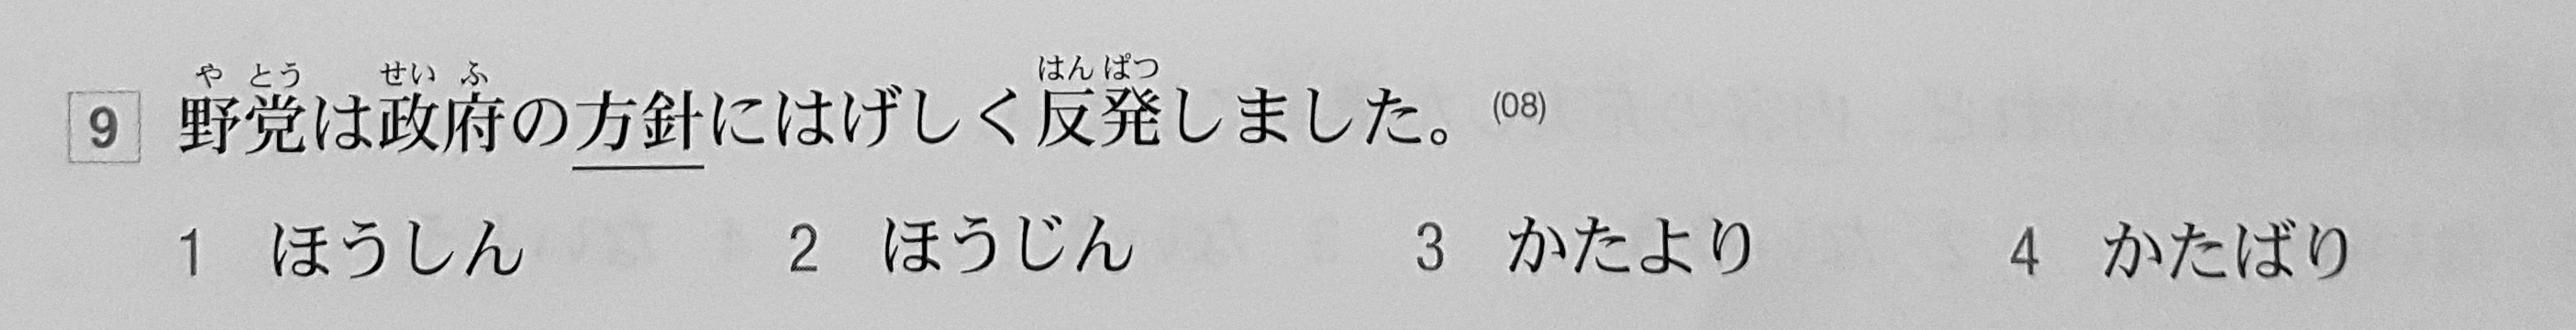 や とう せい ふ はん ぱつ
9 野党は政府の方針にはげしく反発しました。(08)
1 ほうしん 2 ほうじん 3 かたより 4 かたばり